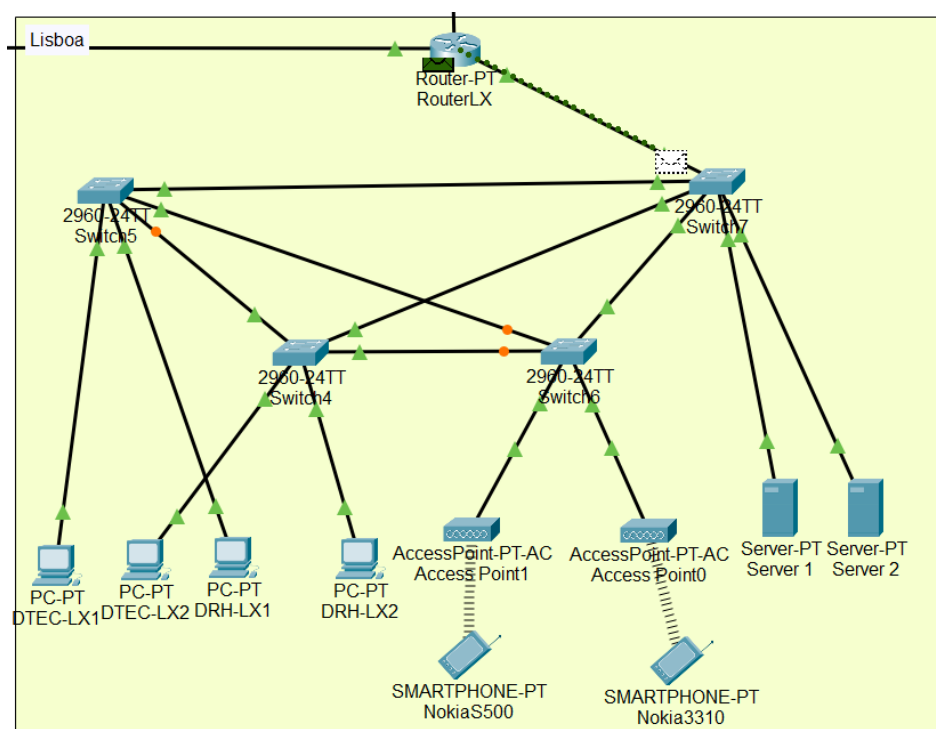 Lisboa
Router-PT
RouterLX
2960-24TT
Switch5
2960-24TT
Switch7
2960-24TT
Switch4
2960-24TT
Switch6
PC-PT
DTEC-LX1
PC-PT
DTEC-LX2
PC-PT
DRH-LX1
PC-PT
DRH-LX2
AccessPoint-PT-AC
Access Point1
AccessPoint-PT-AC
Access Point0
Server-PT
Server 1
Server-PT
Server 2
SMARTPHONE-PT
NokiaS500
SMARTPHONE-PT
Nokia3310